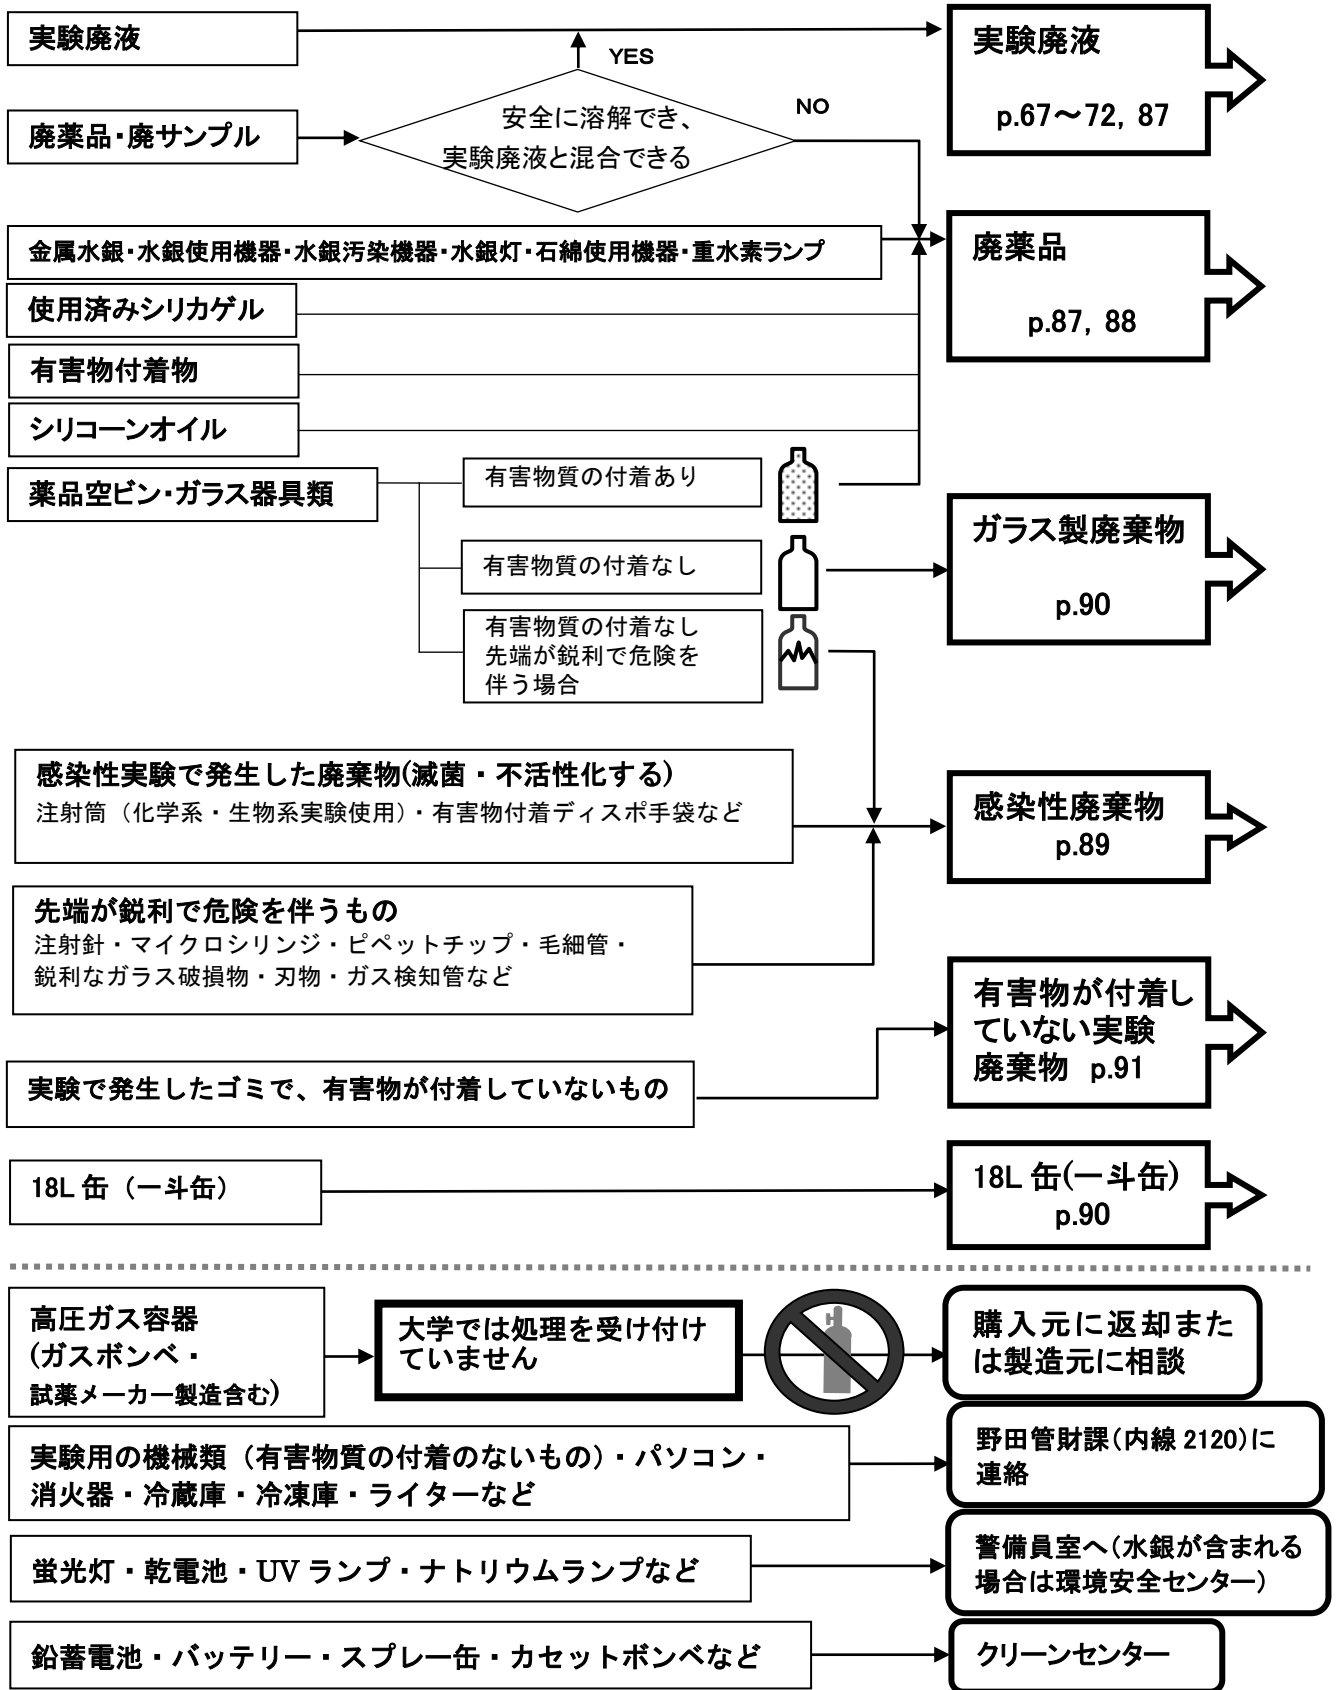 実験廃液
実験廃液
p.67～72, 87
YES
NO
廃薬品・廃サンプル
安全に溶解でき、
実験廃液と混合できる
金属水銀・水銀使用機器・水銀汚染機器・水銀灯・石綿使用機器・重水素ランプ
廃薬品
p.87, 88
使用済みシリカゲル
有害物付着物
シリコーンオイル
薬品空ビン・ガラス器具類
有害物質の付着あり
有害物質の付着なし
有害物質の付着なし
先端が鋭利で危険を
伴う場合
ガラス製廃棄物
p.90
感染性実験で発生した廃棄物(滅菌・不活性化する)
注射筒（化学系・生物系実験使用）・有害物付着ディスポ手袋など
感染性廃棄物
p.89
先端が鋭利で危険を伴うもの
注射針・マイクロシリンジ・ピペットチップ・毛細管・
鋭利なガラス破損物・刃物・ガス検知管など
有害物が付着し
ていない実験
廃棄物 p.91
実験で発生したゴミで、有害物が付着していないもの
18L 缶（一斗缶）
18L 缶(一斗缶)
p.90
高圧ガス容器
(ガスボンベ・
試薬メーカー製造含む)
大学では処理を受け付け
ていません
購入元に返却また
は製造元に相談
実験用の機械類（有害物質の付着のないもの）・パソコン・
消火器・冷蔵庫・冷凍庫・ライターなど
野田管財課(内線 2120)に
連絡
蛍光灯・乾電池・UV ランプ・ナトリウムランプなど
警備員室へ(水銀が含まれる
場合は環境安全センター)
鉛蓄電池・バッテリー・スプレー缶・カセットボンベなど
クリーンセンター